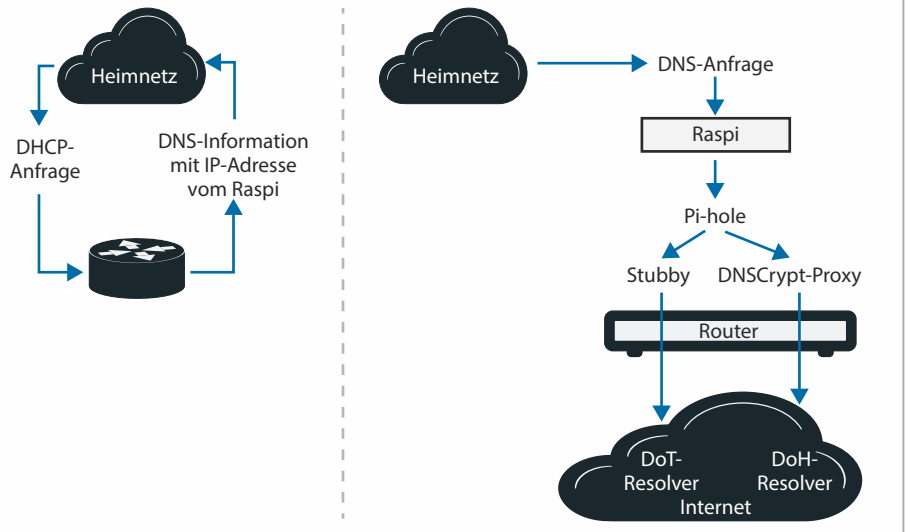 Heimnetz
DHCP-
Anfrage
DNS-Information
mit IP-Adresse
vom Raspi
Heimnetz
DNS-Anfrage
Raspi
Pi-hole
Stubby
DNSCrypt-Proxy
Router
DoT-
Resolver
DoH-
Resolver
Internet